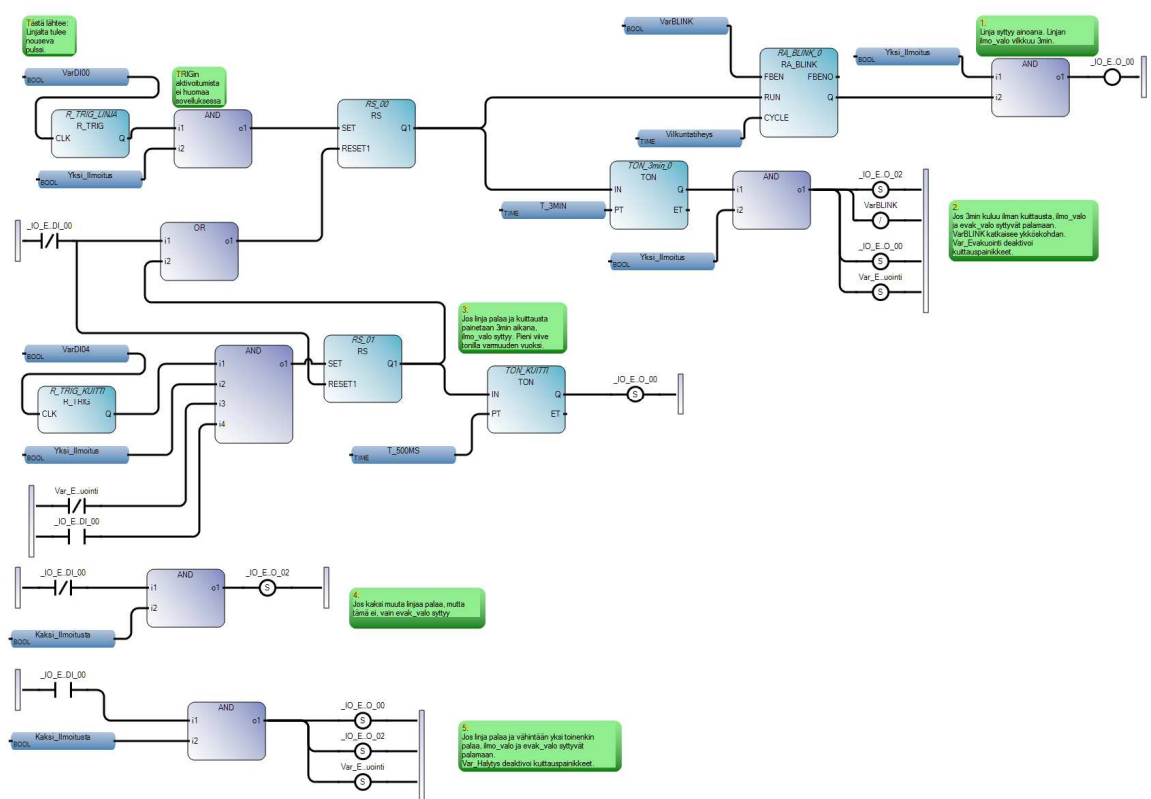 Tästä lähtee:
Linjalta tulee
nouseva
pulssi.
VarDI00
BOOL
TRIGin
aktivoitumista
ei huomaa
sovelluksessa
R_TRIG_LINJA
R_TRIG
CLK
Q
Yksi_Ilmoitus
BOOL
AND
i1
o1
i2
RS_00
RS
SET
Q1
RESET1
VarBLINK
BOOL
RA_BLINK_0
RA_BLINK
FBEN
FBENO
RUN
Q
CYCLE
Vilkuntatiheys
TIME
Yksi_Ilmoitus
BOOL
1.
Linja syttyy ainoana. Linjan
ilmo_valo vilkkuu 3min.
AND
i1
o1
i2
_IO_E..O_00
TON_3min_0
TON
IN
Q
PT
ET
T_3MIN
TIME
Yksi_Ilmoitus
BOOL
AND
i1
o1
i2
_IO_E..O_02
S
VarBLINK
/
_IO_E..O_00
S
Var_E..uointi
S
2.
Jos 3min kuluu ilman kuittausta, ilmo_valo
ja evak_valo syttyvät palamaan.
VarBLINK katkaisee ykköskohdan.
Var_Evakuointi deaktivoi
kuittauspainikkeet.
_IO_E..DI_00
OR
i1
o1
i2
3.
Jos linja palaa ja kuittausta
painetaan 3min aikana,
ilmo_valo syttyy. Pieni viive
tonilla varmuuden vuoksi.
VarDI04
BOOL
R_TRIG_KUITTI
R_TRIG
CLK
Q
Yksi_Ilmoitus
BOOL
AND
i1
o1
i2
i3
i4
RS_01
RS
SET
Q1
RESET1
TON_KUITTI
TON
IN
Q
PT
ET
T_500MS
TIME
_IO_E..O_00
S
Var_E..uointi
_IO_E..DI_00
_IO_E..DI_00
AND
i1
o1
i2
_IO_E..O_02
S
Kaksi_Ilmoitusta
BOOL
4.
Jos kaksi muuta linjaa palaa, mutta
tämä ei, vain evak_valo syttyy
_IO_E..DI_00
AND
i1
o1
i2
Kaksi_Ilmoitusta
BOOL
_IO_E..O_00
S
_IO_E..O_02
S
Var_E..uointi
S
5.
Jos linja palaa ja vähintään yksi toinenkin
palaa, ilmo_valo ja evak_valo syttyvät
palamaan.
Var_Halytys deaktivoi kuittauspainikkeet.